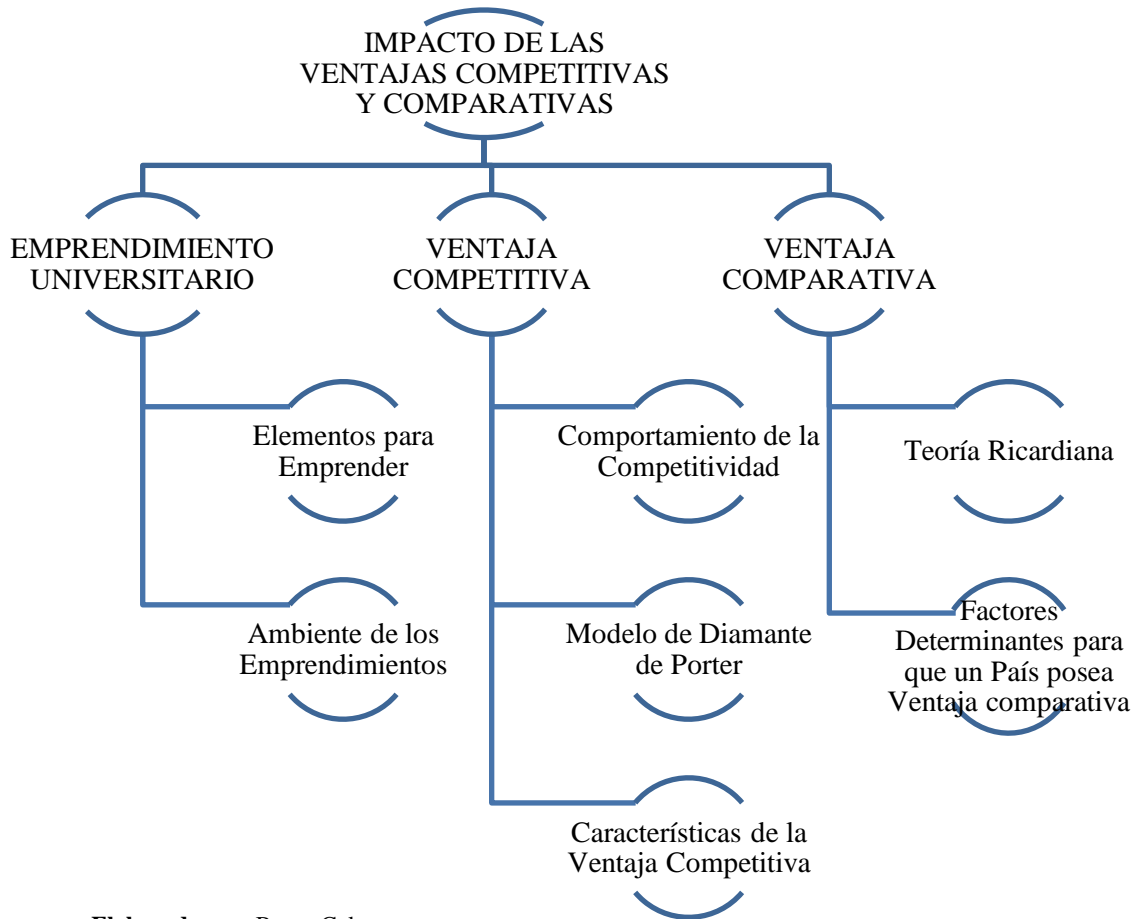 IMPACTO DE LAS
VENTAJAS COMPETITIVAS
Y COMPARATIVAS
EMPRENDIMIENTO
UNIVERSITARIO
VENTAJA
COMPETITIVA
VENTAJA
COMPARATIVA
Elementos para
Emprender
Ambiente de los
Emprendimientos
Comportamiento de la
Competitividad
Modelo de Diamante
de Porter
Características de la
Ventaja Competitiva
Teoría Ricardiana
Factores
Determinantes para
que un País posea
Ventaja comparativa